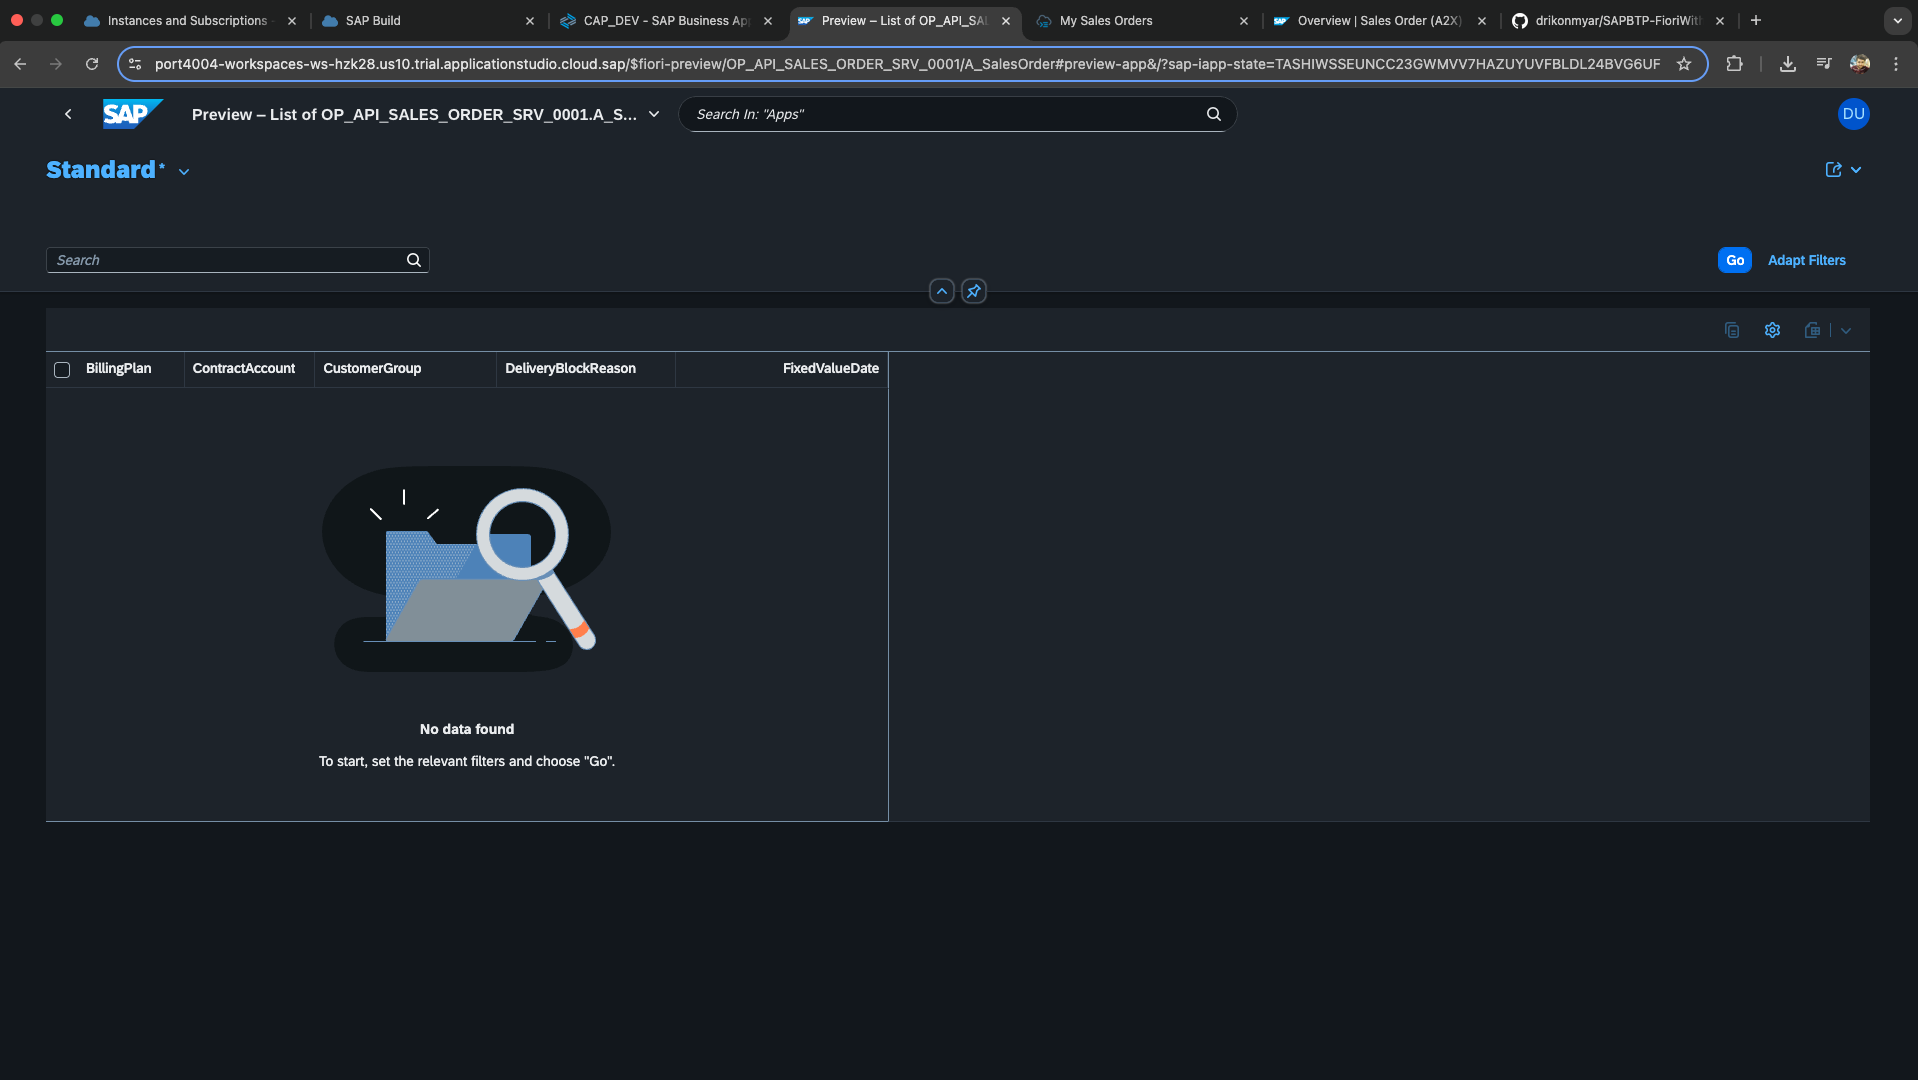 Instances and Subscriptions
SAP Build
CAP_DEV - SAP Business App
Preview – List of OP_API_SAL
My Sales Orders
Overview | Sales Order (A2X)
drikonmyar/SAPBTP-FioriWith
port4004-workspaces-ws-hzk28.us10.trial.applicationstudio.cloud.sap/$fiori-preview/OP_API_SALES_ORDER_SRV_0001/A_SalesOrder#preview-app&/?sap-iapp-state=TASHIWSSEUNCC23GWMVV7HAZUYUVFBLDL24BVG6UF
SAP
Preview – List of OP_API_SALES_ORDER_SRV_0001.A_S...
Search In: "Apps"
DU
Standard*
Search
Go
Adapt Filters
BillingPlan
ContractAccount
CustomerGroup
DeliveryBlockReason
FixedValueDate
No data found
To start, set the relevant filters and choose "Go".